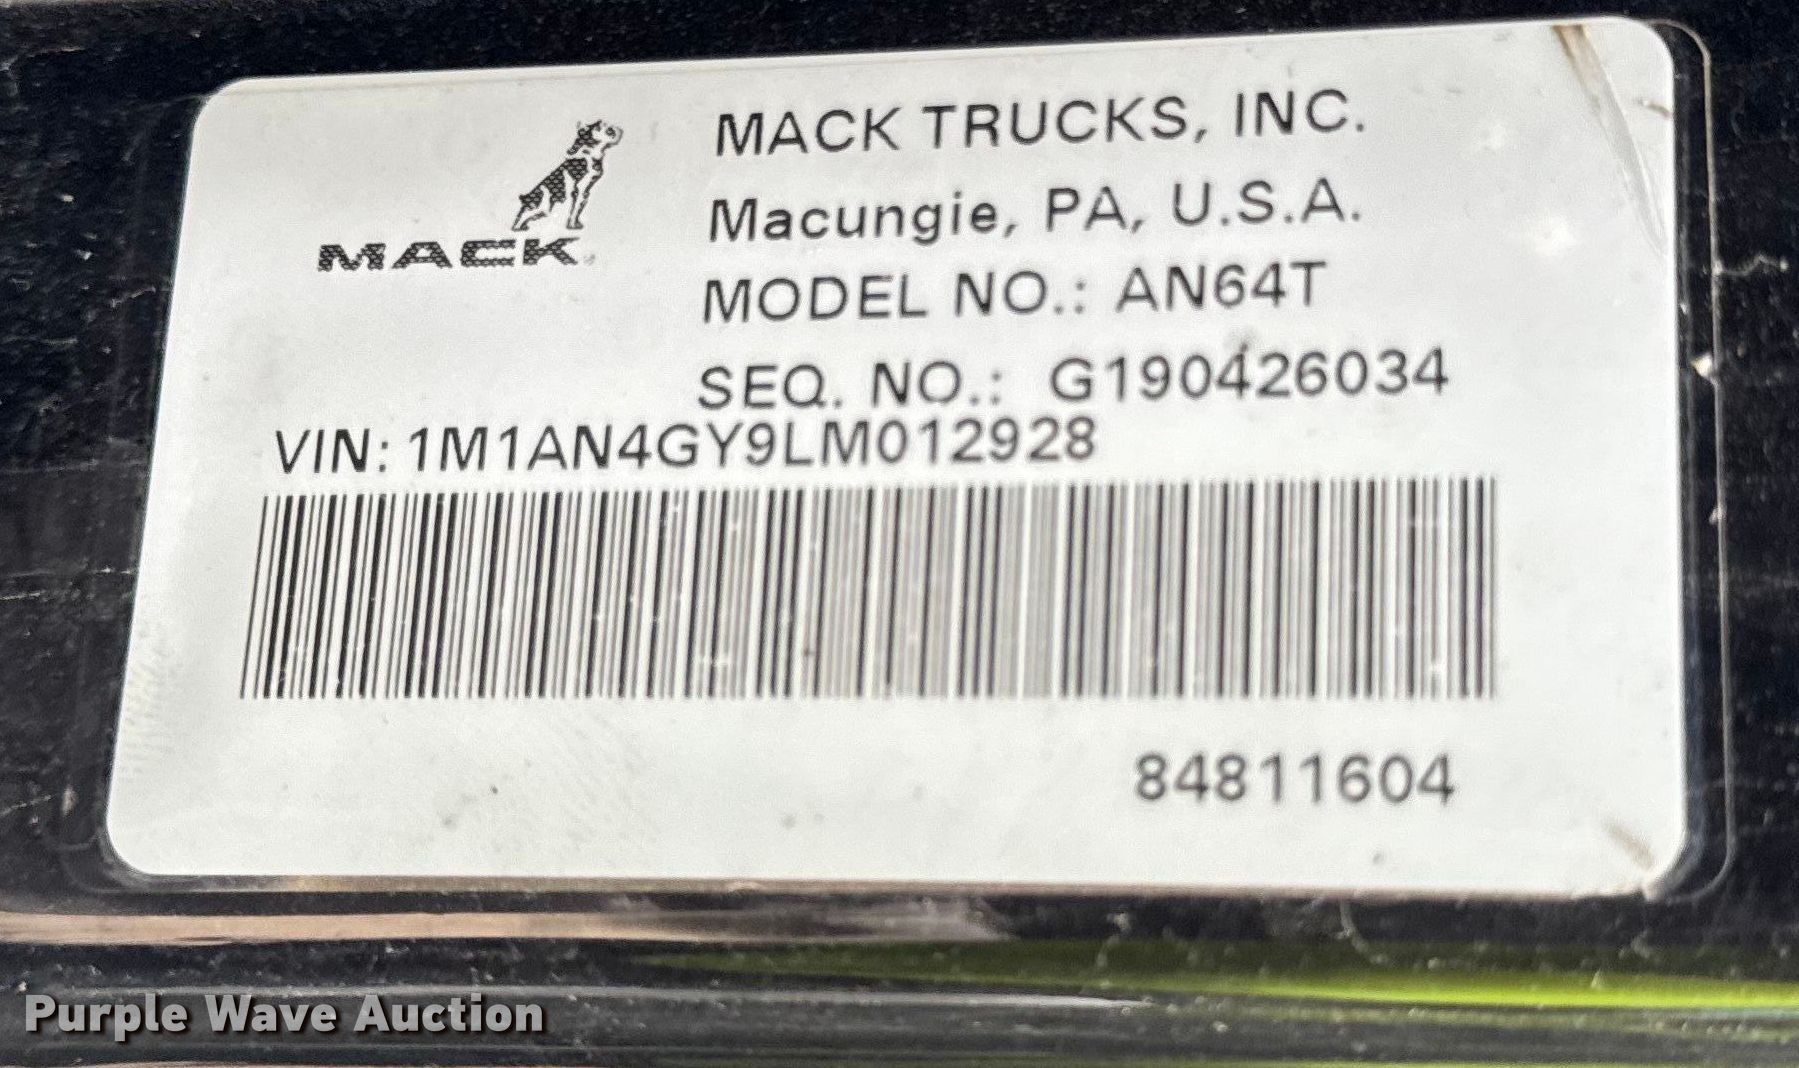 MACK TRUCKS, INC.
Macungie, PA, U.S.A.
MACK
MODEL NO.: AN64T
SEQ. NO.: G190426034
VIN: 1M1AN4GY9LM012928
84811604
Purple Wave Auction